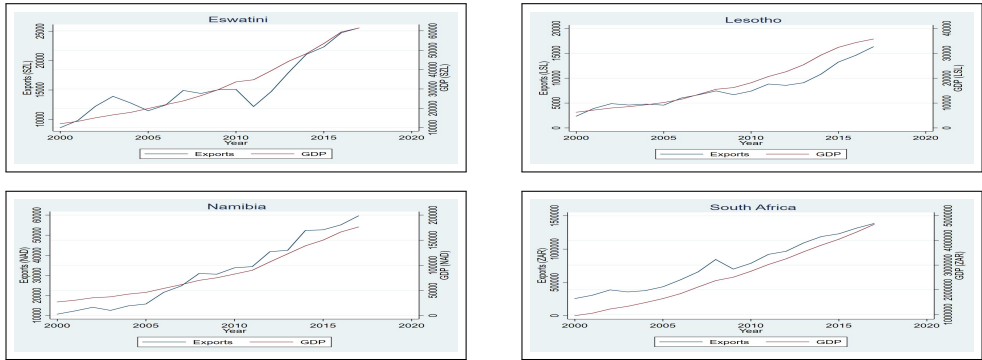 Eswatini
Exports (SZL)
10000 15000 20000 25000
GDP (SZL)
10000 20000 30000 40000 50000 60000
2000 2005 2010 2015 2020
Year
Exports GDP
Lesotho
Exports (LSL)
0 5000 10000 15000 20000
GDP (LSL)
0 10000 20000 30000 40000
2000 2005 2010 2015 2020
Year
Exports GDP
Namibia
Exports (NAD)
10000 20000 30000 40000 50000 60000
GDP (NAD)
0 50000 100000 150000 200000
2000 2005 2010 2015 2020
Year
Exports GDP
South Africa
Exports (ZAR)
0 500000 1000000 1500000
GDP (ZAR)
1000000 2000000 3000000 4000000 5000000
2000 2005 2010 2015 2020
Year
Exports GDP